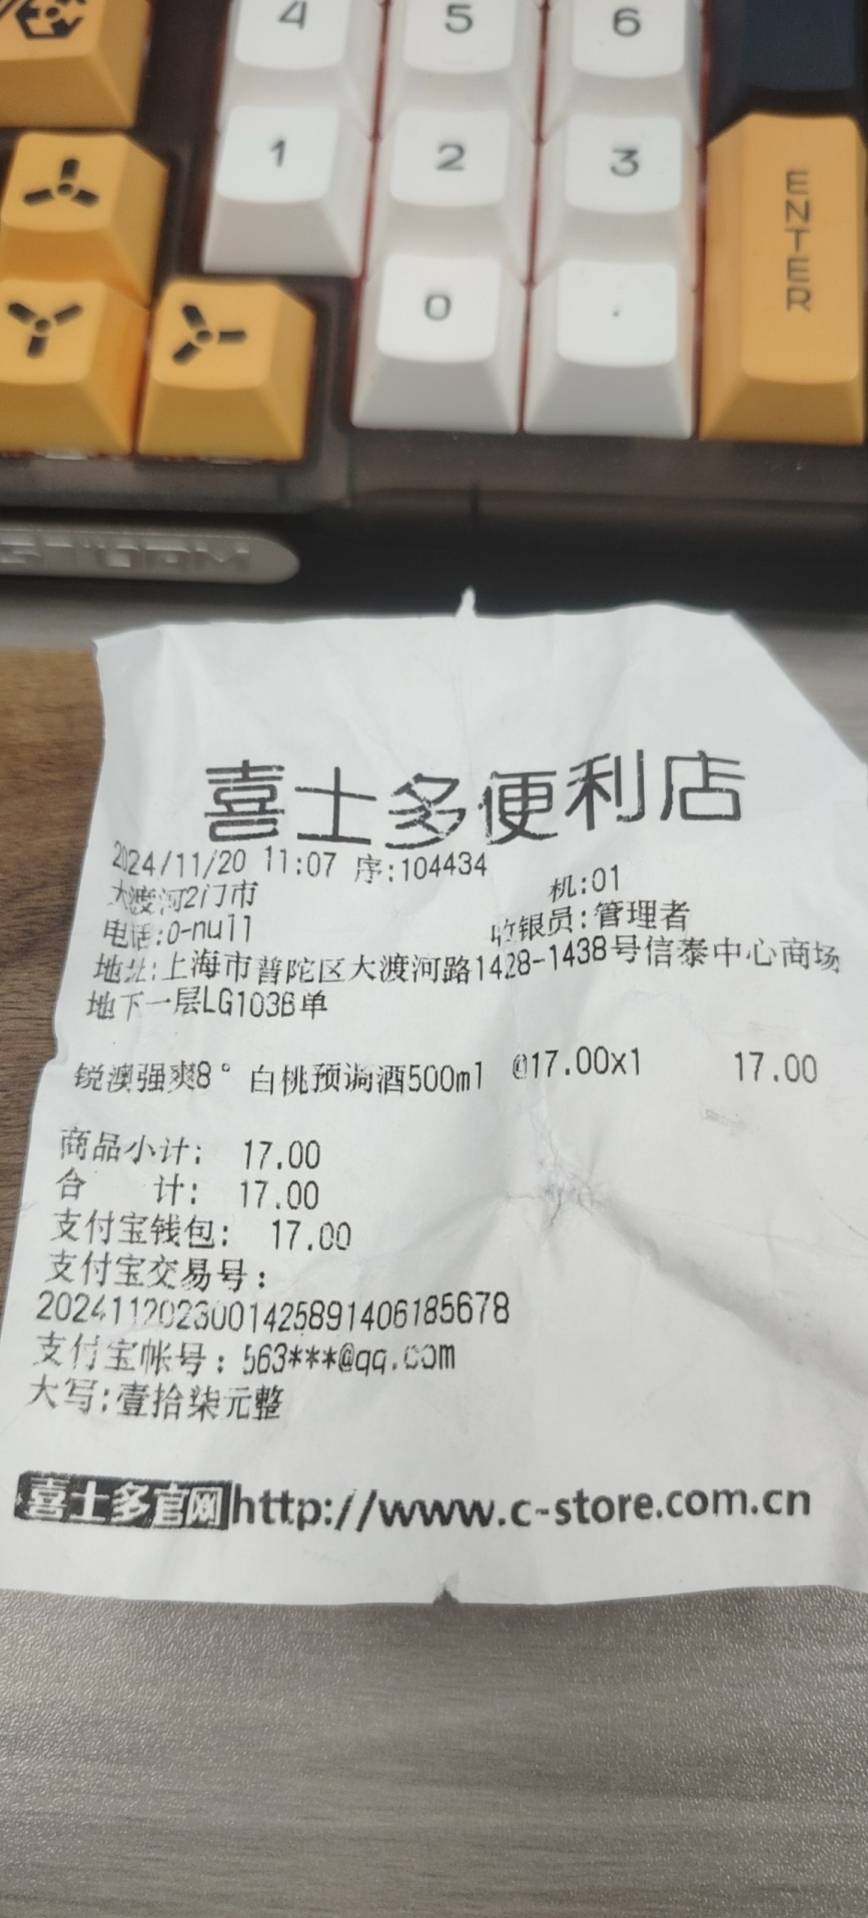 4 5 6
1 2 3
ENTER
0 .
喜士多便利店
2024/11/20 11:07 序:104434
大渡河2门市 机:01
电话:0-null 收银员:管理者
地址:上海市普陀区大渡河路1428-1438号信泰中心商场
地下一层LG103B单
锐澳强爽8° 白桃预调酒500ml @17.00x1 17.00
商品小计: 17.00
合 计: 17.00
支付宝钱包: 17.00
支付宝交易号:
2024112023001425891406185678
支付宝帐号:563***@qq.com
大写:壹拾柒元整
喜士多官网http://www.c-store.com.cn